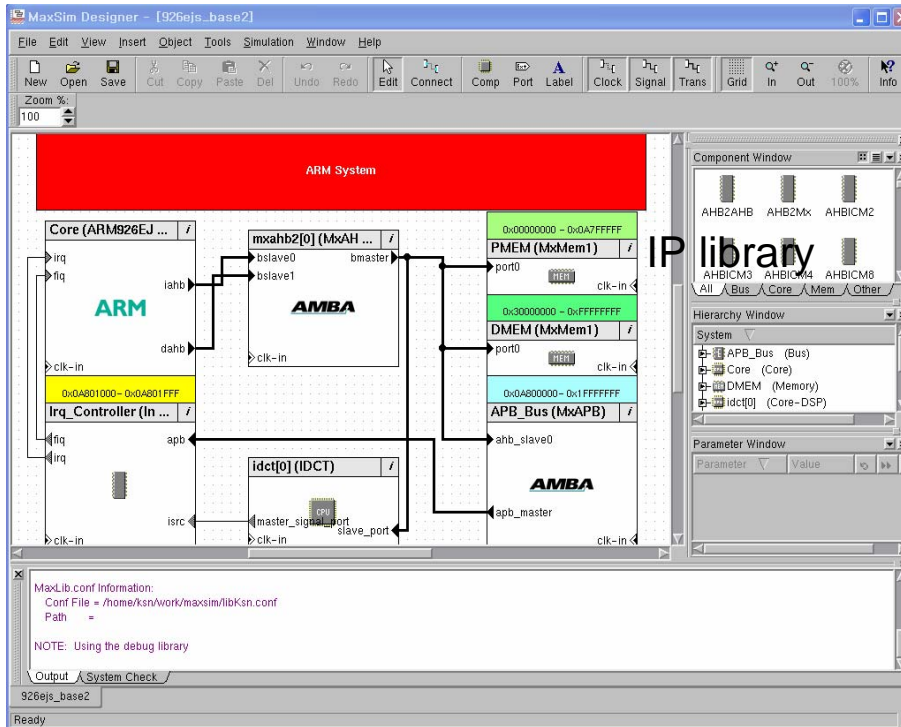 MaxSim Designer - [926ejs_base2]
File Edit View Insert Object Tools Simulation Window Help
New Open Save Cut Copy Paste Del Undo Redo Edit Connect Comp Port Label Clock Signal Trans Grid In Out 100% Info
Zoom %:
100
ARM System
Core (ARM926EJ ... i
irq
fiq
iahb
ARM
dahb
clk-in
mxahb2[0] (MxAH ... i
bslave0 bmaster
bslave1
AMBA
clk-in
0x00000000 - 0x0A7FFFFF
PMEM (MxMem1) i
port0
MEM
clk-in
0x30000000 - 0xFFFFFFFF
DMEM (MxMem1) i
port0
MEM
clk-in
0x0A801000- 0x0A801FFF
Irq_Controller (In ... i
fiq apb
irq
isrc
clk-in
idct[0] (IDCT) i
CPU
master_signal_port
slave_port
clk-in
0x0A800000- 0x1FFFFFFF
APB_Bus (MxAPB) i
ahb_slave0
AMBA
apb_master
clk-in
Component Window
AHB2AHB AHB2Mx AHBICM2
IP library
AHBICM3 AHBICM4 AHBICM8
All Bus Core Mem Other
Hierarchy Window
System
APB_Bus (Bus)
Core (Core)
DMEM (Memory)
idct[0] (Core-DSP)
Parameter Window
Parameter Value
MaxLib.conf Information:
Conf File = /home/ksn/work/maxsim/libKsn.conf
Path =
NOTE: Using the debug library
Output System Check
926ejs_base2
Ready